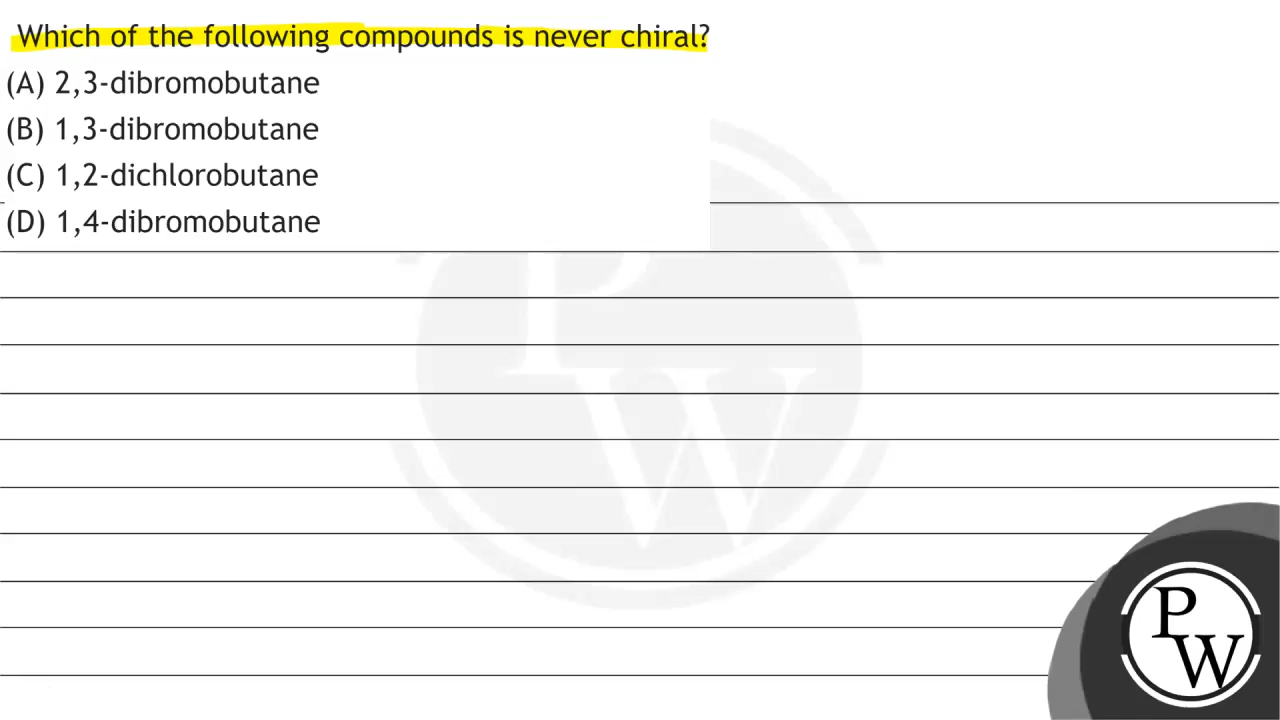 Which of the following compounds is never chiral?
(A) 2,3-dibromobutane
(B) 1,3-dibromobutane
(C) 1,2-dichlorobutane
(D) 1,4-dibromobutane
P
W
P
W